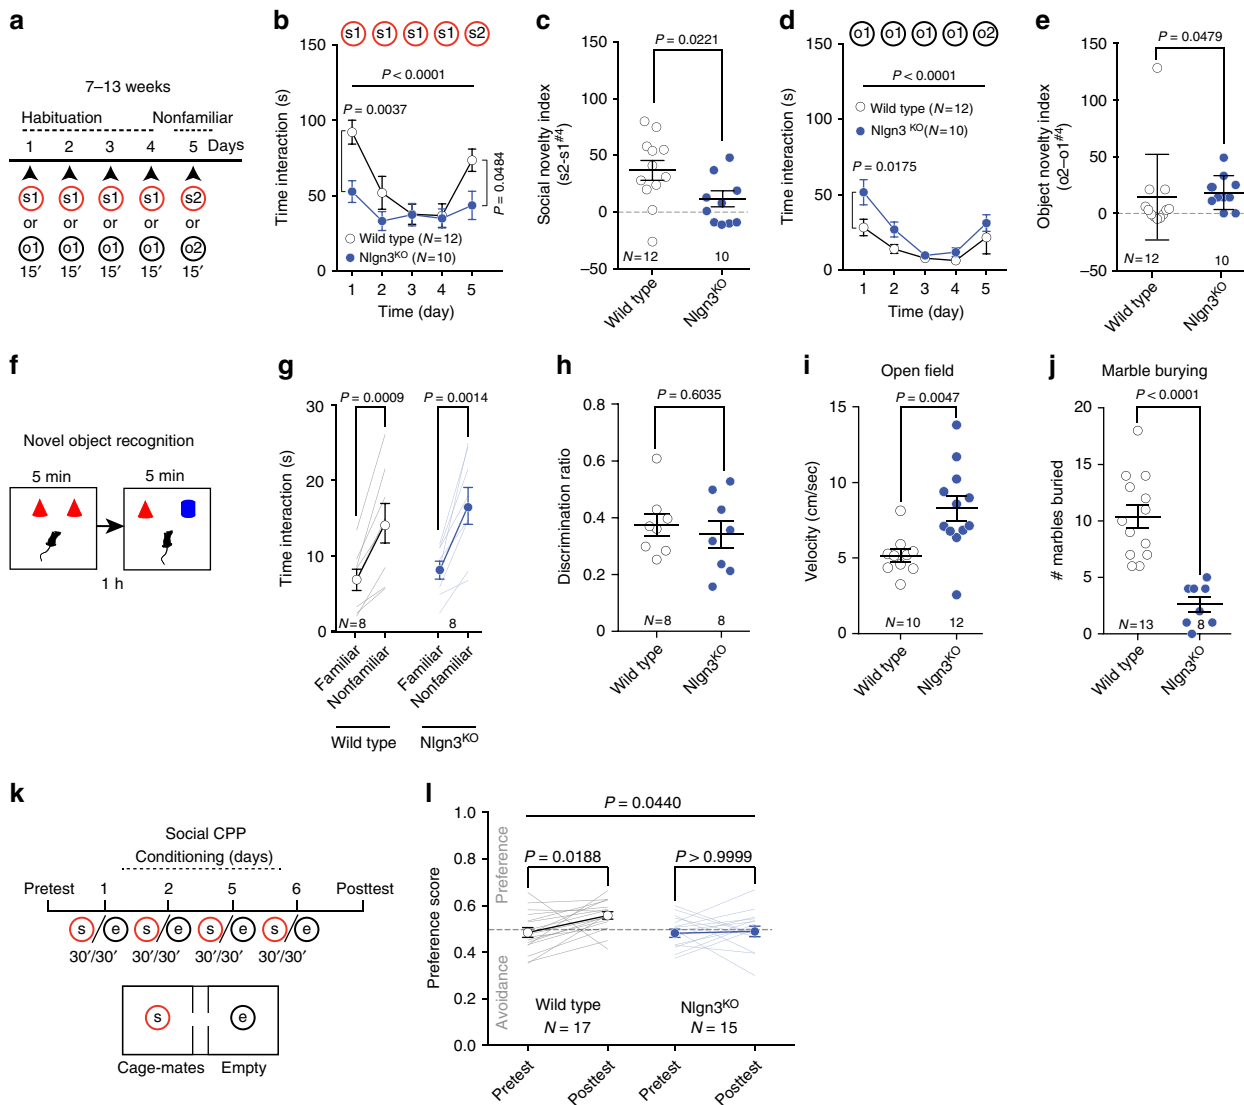 a
7–13 weeks
Habituation Nonfamiliar
1 2 3 4 5 Days
s1 s1 s1 s1 s2
or or or or or
o1 o1 o1 o1 o2
15′ 15′ 15′ 15′ 15′
b
s1 s1 s1 s1 s2
150
100
50
0
Time interaction (s)
P < 0.0001
P = 0.0037
P = 0.0484
Wild type (N=12)
Nlgn3KO (N=10)
1 2 3 4 5
Time (day)
c
P = 0.0221
150
100
50
0
–50
Social novelty index
(s2-s1#4)
N=12 10
Wild type
Nlgn3KO
d
o1 o1 o1 o1 o2
150
100
50
0
Time interaction (s)
P < 0.0001
Wild type (N=12)
Nlgn3KO (N=10)
P = 0.0175
1 2 3 4 5
Time (day)
e
P = 0.0479
150
100
50
0
–50
Object novelty index
(o2–o1#4)
N=12 10
Wild type
Nlgn3KO
f
Novel object recognition
5 min 5 min
1 h
g
P = 0.0009 P = 0.0014
30
20
10
0
Time interaction (s)
N=8 8
Familiar
Nonfamiliar
Familiar
Nonfamiliar
Wild type Nlgn3KO
h
0.8
0.6
0.4
0.2
0
Discrimination ratio
P = 0.6035
N=8 8
Wild type
Nlgn3KO
i
Open field
P = 0.0047
15
10
5
0
Velocity (cm/sec)
N=10 12
Wild type
Nlgn3KO
j
Marble burying
P < 0.0001
20
15
10
5
0
# marbles buried
N=13 8
Wild type
Nlgn3KO
k
Social CPP
Conditioning (days)
Pretest 1 2 5 6 Posttest
s/e s/e s/e s/e
30′/30′ 30′/30′ 30′/30′ 30′/30′
s e
Cage-mates Empty
l
P = 0.0440
1.0
0.8
0.6
0.4
0.2
0.0
Preference score
Preference
Avoidance
P = 0.0188 P > 0.9999
Wild type Nlgn3KO
N = 17 N = 15
Pretest
Posttest
Pretest
Posttest